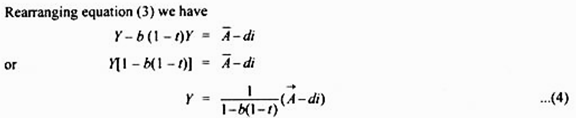 Rearranging equation (3) we have
Y – b (1 – t)Y = A̅ – di
or Y[1 – b(1 – t)] = A̅ – di
Y = 1/1–b(1–t) (A⃗ – di) ...(4)